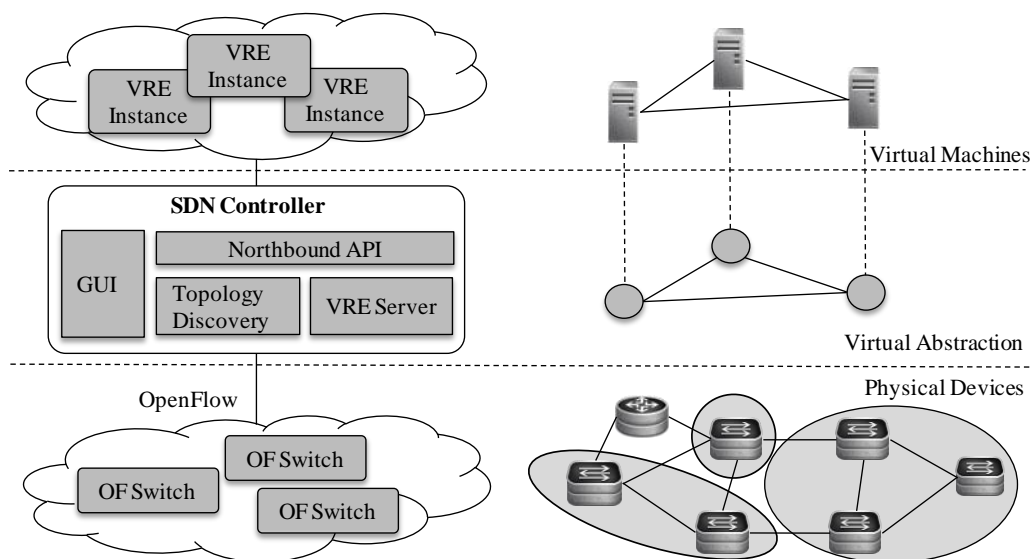 VRE
Instance
VRE
Instance
VRE
Instance
Virtual Machines
SDN Controller
Northbound API
GUI
Topology
Discovery
VRE Server
Virtual Abstraction
OpenFlow
Physical Devices
OF Switch
OF Switch
OF Switch